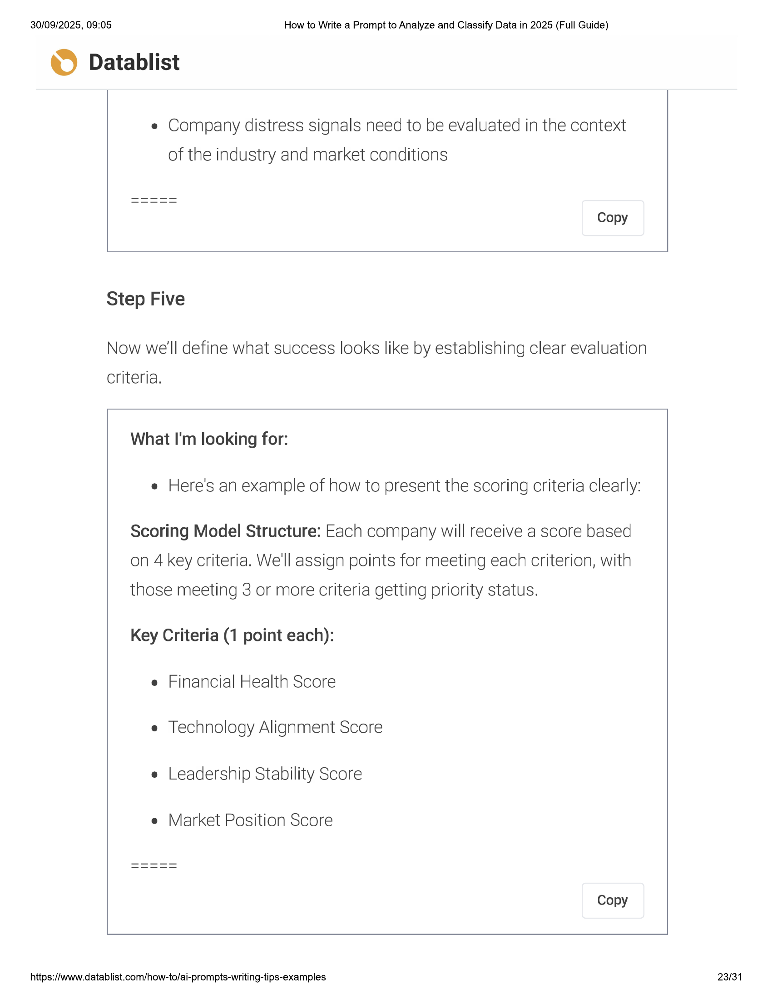 30/09/2025, 09:05
How to Write a Prompt to Analyze and Classify Data in 2025 (Full Guide)
Datablist
• Company distress signals need to be evaluated in the context
of the industry and market conditions
=====
Copy
Step Five
Now we’ll define what success looks like by establishing clear evaluation
criteria.
What I'm looking for:
• Here's an example of how to present the scoring criteria clearly:
Scoring Model Structure: Each company will receive a score based
on 4 key criteria. We'll assign points for meeting each criterion, with
those meeting 3 or more criteria getting priority status.
Key Criteria (1 point each):
• Financial Health Score
• Technology Alignment Score
• Leadership Stability Score
• Market Position Score
=====
Copy
https://www.datablist.com/how-to/ai-prompts-writing-tips-examples
23/31